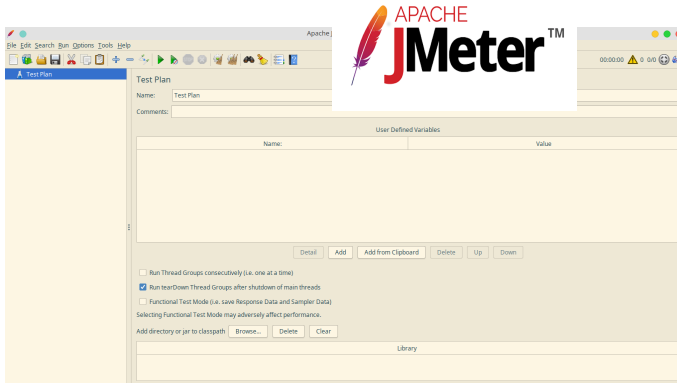 APACHE
JMeter™
Apache
File Edit Search Run Options Tools Help
00:00:00 0 0/0
Test Plan
Test Plan
Name: Test Plan
Comments:
User Defined Variables
Name: Value
Detail Add Add from Clipboard Delete Up Down
Run Thread Groups consecutively (i.e. one at a time)
Run tearDown Thread Groups after shutdown of main threads
Functional Test Mode (i.e. save Response Data and Sampler Data)
Selecting Functional Test Mode may adversely affect performance.
Add directory or jar to classpath Browse... Delete Clear
Library